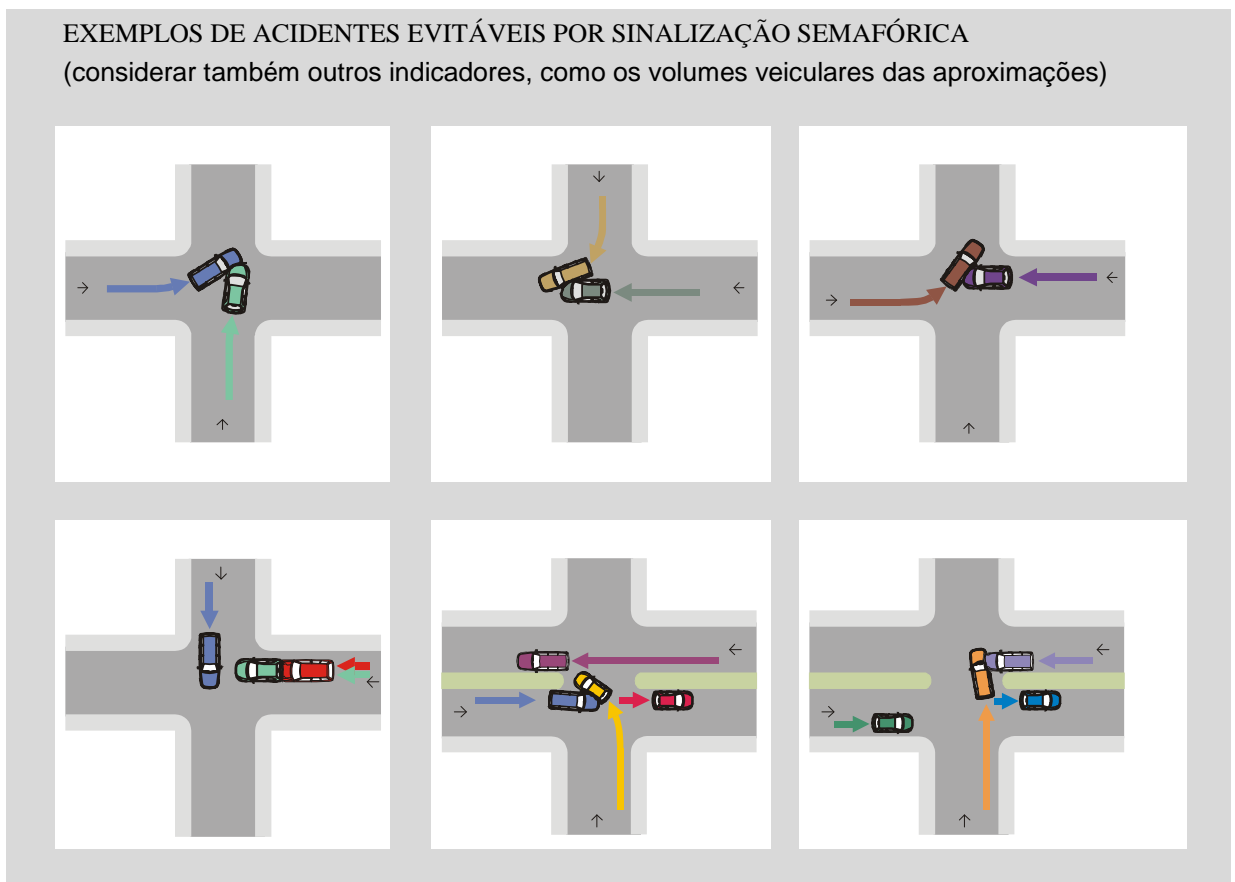 EXEMPLOS DE ACIDENTES EVITÁVEIS POR SINALIZAÇÃO SEMAFÓRICA
(considerar também outros indicadores, como os volumes veiculares das aproximações)